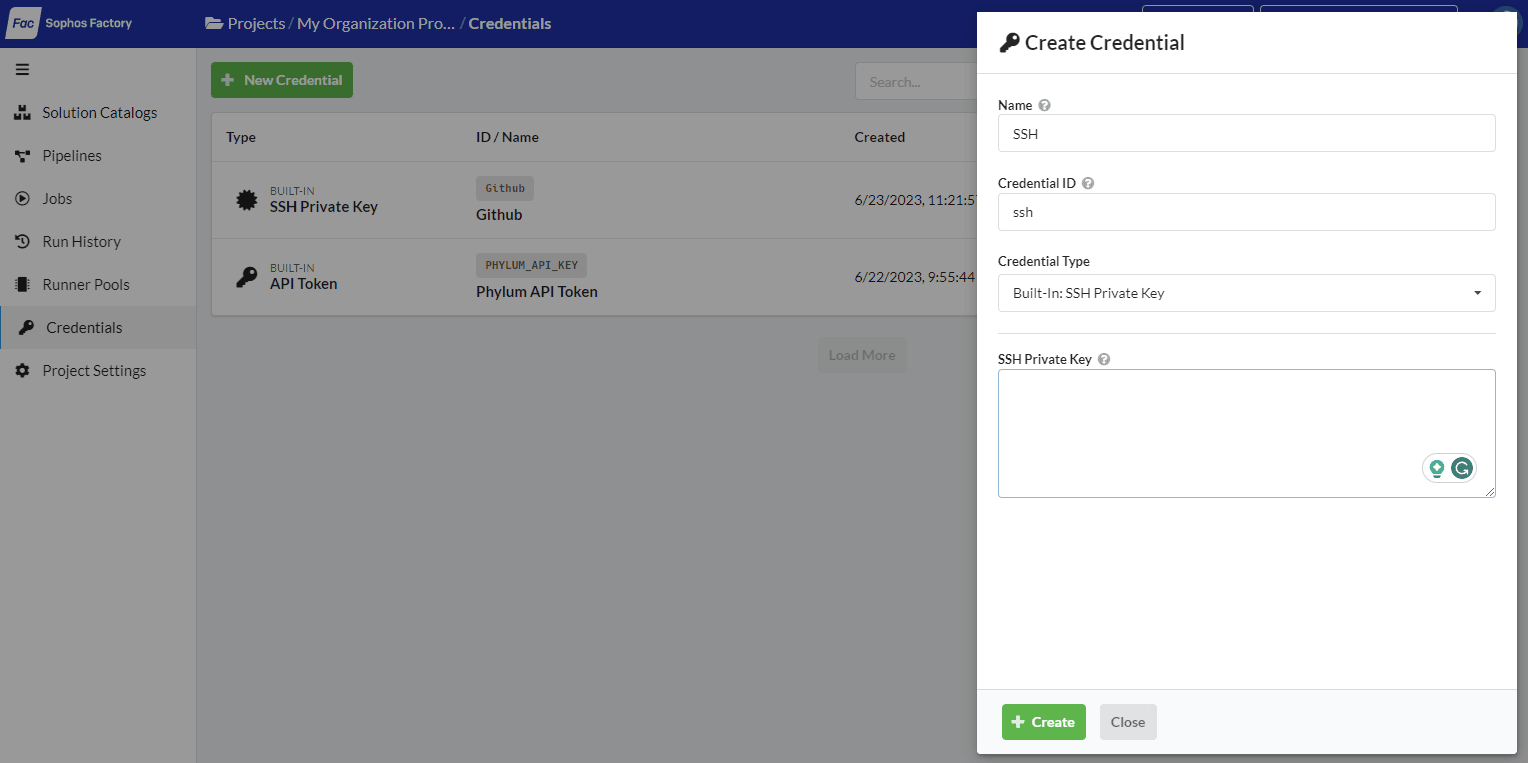 Fac Sophos Factory
Projects / My Organization Pro... / Credentials
Solution Catalogs
Pipelines
Jobs
Run History
Runner Pools
Credentials
Project Settings
+ New Credential
Search...
Type ID / Name Created
BUILT-IN
SSH Private Key
Github
Github
6/23/2023, 11:21:5
BUILT-IN
API Token
PHYLUM_API_KEY
Phylum API Token
6/22/2023, 9:55:44
Load More
Create Credential
Name ?
SSH
Credential ID ?
ssh
Credential Type
Built-In: SSH Private Key
SSH Private Key ?
+ Create
Close